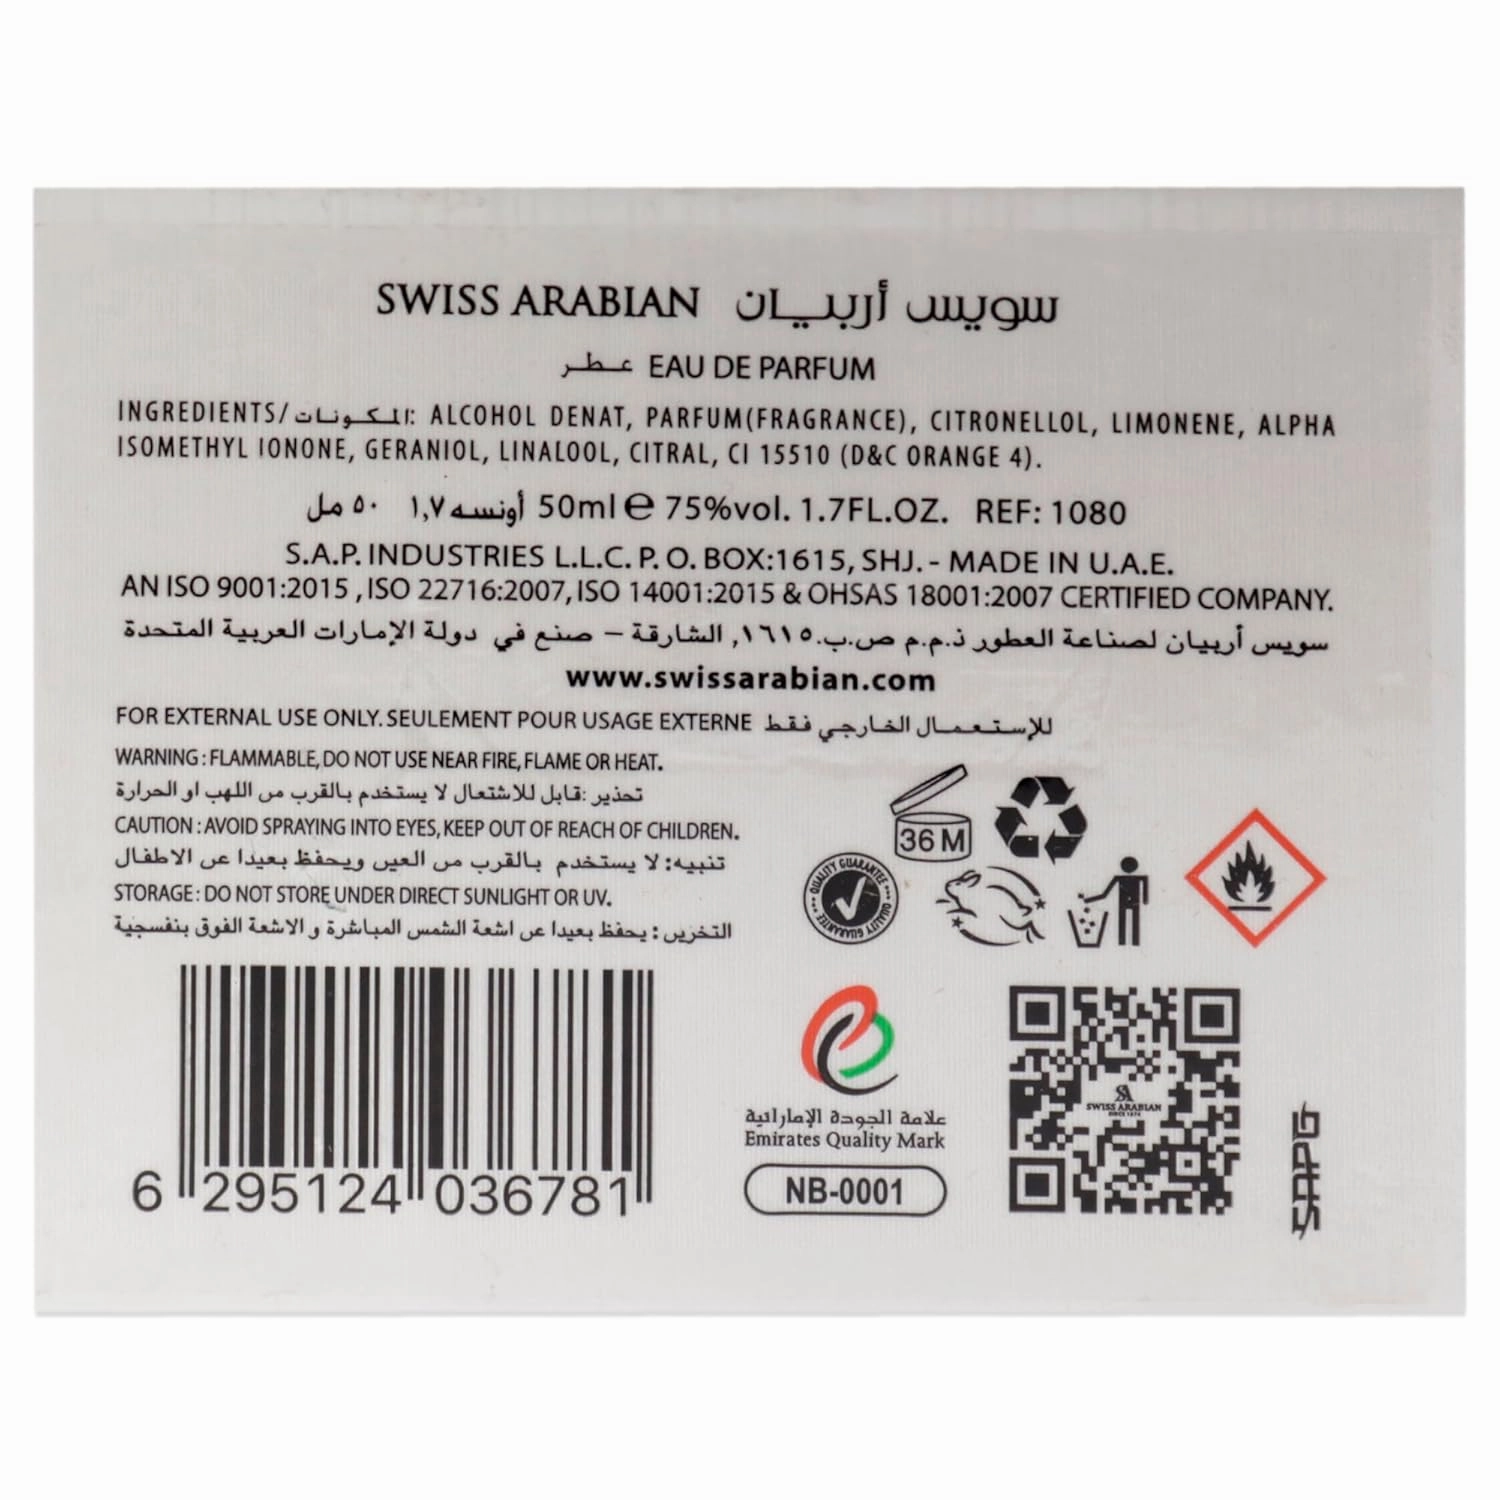 SWISS ARABIAN سويس أربيان
عطر EAU DE PARFUM
INGREDIENTS/المكونات: ALCOHOL DENAT, PARFUM(FRAGRANCE), CITRONELLOL, LIMONENE, ALPHA
ISOMETHYL IONONE, GERANIOL, LINALOOL, CITRAL, CI 15510 (D&C ORANGE 4).
٥٠ مل ١,٧ أونسه 50ml e 75%vol. 1.7FL.OZ. REF: 1080
S.A.P. INDUSTRIES L.L.C. P. O. BOX:1615, SHJ. - MADE IN U.A.E.
AN ISO 9001:2015 , ISO 22716:2007, ISO 14001:2015 & OHSAS 18001:2007 CERTIFIED COMPANY.
سويس أربيان لصناعة العطور ذ.م.م ص.ب.١٦١٥, الشارقة – صنع في دولة الإمارات العربية المتحدة
www.swissarabian.com
FOR EXTERNAL USE ONLY. SEULEMENT POUR USAGE EXTERNE للإستعمال الخارجي فقط
WARNING : FLAMMABLE, DO NOT USE NEAR FIRE, FLAME OR HEAT.
تحذير :قابل للاشتعال لا يستخدم بالقرب من اللهب او الحرارة
CAUTION : AVOID SPRAYING INTO EYES, KEEP OUT OF REACH OF CHILDREN.
تنبيه: لا يستخدم بالقرب من العين ويحفظ بعيدا عن الاطفال
STORAGE : DO NOT STORE UNDER DIRECT SUNLIGHT OR UV.
التخزين : يحفظ بعيدا عن اشعة الشمس المباشرة و الاشعة الفوق بنفسجية
36 M
QUALITY GUARANTEE
QUALITY GUARANTEE
علامة الجودة الإماراتية
Emirates Quality Mark
NB-0001
SA
SWISS ARABIAN
SINCE 1974
SAPG
6 295124 036781